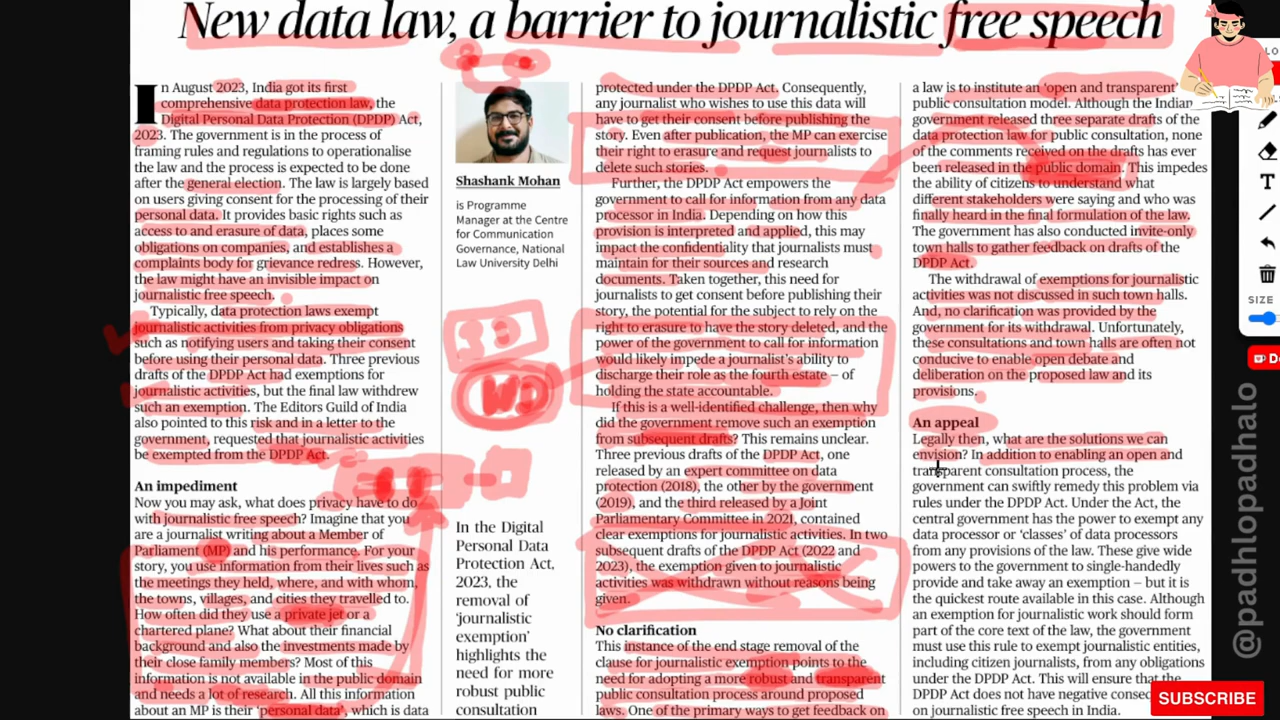 New data law, a barrier to journalistic free speech
In August 2023, India got its first
comprehensive data protection law, the
Digital Personal Data Protection (DPDP) Act,
2023. The government is in the process of
framing rules and regulations to operationalise
the law and the process is expected to be done
after the general election. The law is largely based
on users giving consent for the processing of their
personal data. It provides basic rights such as
access to and erasure of data, places some
obligations on companies, and establishes a
complaints body for grievance redress. However,
the law might have an invisible impact on
journalistic free speech.
Typically, data protection laws exempt
journalistic activities from privacy obligations
such as notifying users and taking their consent
before using their personal data. Three previous
drafts of the DPDP Act had exemptions for
journalistic activities, but the final law withdrew
such an exemption. The Editors Guild of India
also pointed to this risk and in a letter to the
government, requested that journalistic activities
be exempted from the DPDP Act.
An impediment
Now you may ask, what does privacy have to do
with journalistic free speech? Imagine that you
are a journalist writing about a Member of
Parliament (MP) and his performance. For your
story, you use information from their lives such as
the meetings they held, where, and with whom,
the towns, villages, and cities they travelled to.
How often did they use a private jet or a
chartered plane? What about their financial
background and also the investments made by
their close family members? Most of this
information is not available in the public domain
and needs a lot of research. All this information
about an MP is their 'personal data', which is data
Shashank Mohan
is Programme
Manager at the Centre
for Communication
Governance, National
Law University Delhi
In the Digital
Personal Data
Protection Act,
2023, the
removal of
'journalistic
exemption'
highlights the
need for more
robust public
consultation
protected under the DPDP Act. Consequently,
any journalist who wishes to use this data will
have to get their consent before publishing the
story. Even after publication, the MP can exercise
their right to erasure and request journalists to
delete such stories.
Further, the DPDP Act empowers the
government to call for information from any data
processor in India. Depending on how this
provision is interpreted and applied, this may
impact the confidentiality that journalists must
maintain for their sources and research
documents. Taken together, this need for
journalists to get consent before publishing their
story, the potential for the subject to rely on the
right to erasure to have the story deleted, and the
power of the government to call for information
would likely impede a journalist's ability to
discharge their role as the fourth estate – of
holding the state accountable.
If this is a well-identified challenge, then why
did the government remove such an exemption
from subsequent drafts? This remains unclear.
Three previous drafts of the DPDP Act, one
released by an expert committee on data
protection (2018), the other by the government
(2019), and the third released by a Joint
Parliamentary Committee in 2021, contained
clear exemptions for journalistic activities. In two
subsequent drafts of the DPDP Act (2022 and
2023), the exemption given to journalistic
activities was withdrawn without reasons being
given.
No clarification
This instance of the end stage removal of the
clause for journalistic exemption points to the
need for adopting a more robust and transparent
public consultation process around proposed
laws. One of the primary ways to get feedback on
a law is to institute an 'open and transparent'
public consultation model. Although the Indian
government released three separate drafts of the
data protection law for public consultation, none
of the comments received on the drafts has ever
been released in the public domain. This impedes
the ability of citizens to understand what
different stakeholders were saying and who was
finally heard in the final formulation of the law.
The government has also conducted invite-only
town halls to gather feedback on drafts of the
DPDP Act.
The withdrawal of exemptions for journalistic
activities was not discussed in such town halls.
And, no clarification was provided by the
government for its withdrawal. Unfortunately,
these consultations and town halls are often not
conducive to enable open debate and
deliberation on the proposed law and its
provisions.
An appeal
Legally then, what are the solutions we can
envision? In addition to enabling an open and
transparent consultation process, the
government can swiftly remedy this problem via
rules under the DPDP Act. Under the Act, the
central government has the power to exempt any
data processor or 'classes' of data processors
from any provisions of the law. These give wide
powers to the government to single-handedly
provide and take away an exemption – but it is
the quickest route available in this case. Although
an exemption for journalistic work should form
part of the core text of the law, the government
must use this rule to exempt journalistic entities,
including citizen journalists, from any obligations
under the DPDP Act. This will ensure that the
DPDP Act does not have negative
on journalistic free speech in India.
SIZE
@padhlopadhalo
SUBSCRIBE